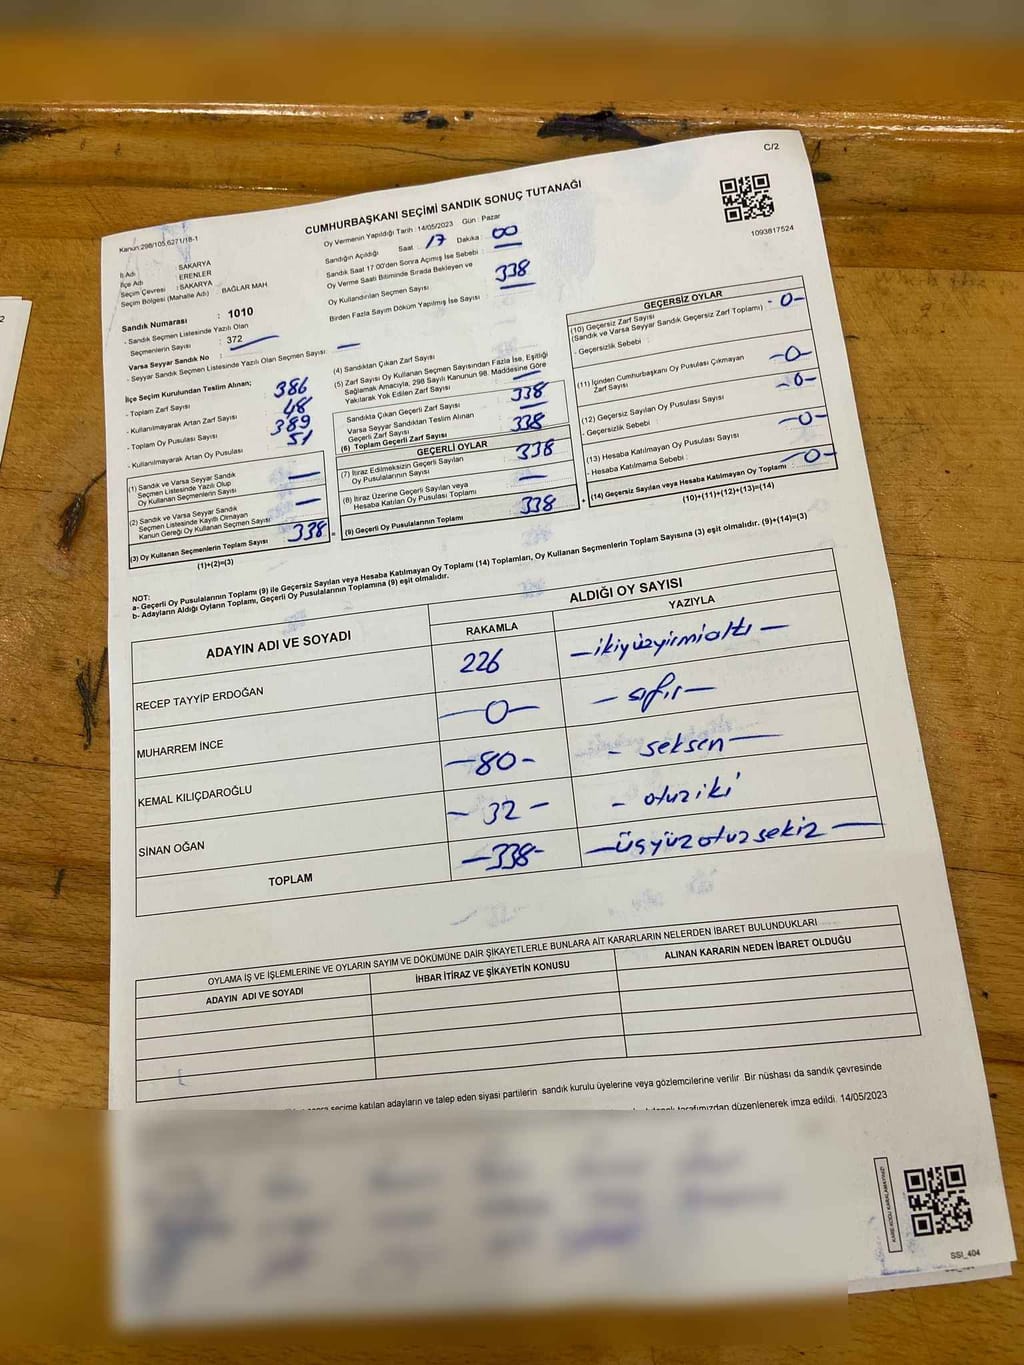 C/2
CUMHURBAŞKANI SEÇİMİ SANDIK SONUÇ TUTANAĞI
Kanun:298/105,6271/18-1
Oy Vermenin Yapıldığı Tarih : 14/05/2023 Gün : Pazar
1093817524
Sandığın Açıldığı Saat : 17 Dakika : 00
Sandık Saat 17:00'den Sonra Açılmış İse Sebebi :
Oy Verme Saati Bitiminde Sırada Bekleyen ve
Oy Kullandırılan Seçmen Sayısı : 338
Birden Fazla Sayım Döküm Yapılmış İse Sayısı :
İli Adı : SAKARYA
İlçe Adı : ERENLER
Seçim Çevresi : SAKARYA
Seçim Bölgesi (Mahalle Adı) : BAĞLAR MAH
Sandık Numarası : 1010
- Sandık Seçmen Listesinde Yazılı Olan
Seçmenlerin Sayısı : 372
Varsa Seyyar Sandık No :
- Seyyar Sandık Seçmen Listesinde Yazılı Olan Seçmen Sayısı: —
İlçe Seçim Kurulundan Teslim Alınan;
- Toplam Zarf Sayısı : 386
- Kullanılmayarak Artan Zarf Sayısı : 48
- Toplam Oy Pusulası Sayısı : 389
- Kullanılmayarak Artan Oy Pusulası : 51
(1) Sandık ve Varsa Seyyar Sandık
Seçmen Listesinde Yazılı Olup
Oy Kullanan Seçmenlerin Sayısı —
(2) Sandık ve Varsa Seyyar Sandık
Seçmen Listesinde Kayıtlı Olmayan
Kanun Gereği Oy Kullanan Seçmen Sayısı —
(3) Oy Kullanan Seçmenlerin Toplam Sayısı 338 =
(1)+(2)=(3)
(4) Sandıktan Çıkan Zarf Sayısı
(5) Zarf Sayısı Oy Kullanan Seçmen Sayısından Fazla İse, Eşitliği
Sağlamak Amacıyla, 298 Sayılı Kanunun 98. Maddesine Göre
Yakılarak Yok Edilen Zarf Sayısı —
Sandıkta Çıkan Geçerli Zarf Sayısı 338
Varsa Seyyar Sandıktan Teslim Alınan
Geçerli Zarf Sayısı —
(6) Toplam Geçerli Zarf Sayısı 338
GEÇERLİ OYLAR
(7) İtiraz Edilmeksizin Geçerli Sayılan
Oy Pusulalarının Sayısı 338
(8) İtiraz Üzerine Geçerli Sayılan veya
Hesaba Katılan Oy Pusulası Toplamı —
(9) Geçerli Oy Pusulalarının Toplamı 338 +
GEÇERSİZ OYLAR
(10) Geçersiz Zarf Sayısı
(Sandık ve Varsa Seyyar Sandık Geçersiz Zarf Toplamı) -0-
- Geçersizlik Sebebi :
(11) İçinden Cumhurbaşkanı Oy Pusulası Çıkmayan
Zarf Sayısı -0-
(12) Geçersiz Sayılan Oy Pusulası Sayısı -0-
- Geçersizlik Sebebi :
(13) Hesaba Katılmayan Oy Pusulası Sayısı -0-
- Hesaba Katılmama Sebebi :
(14) Geçersiz Sayılan veya Hesaba Katılmayan Oy Toplamı -0-
(10)+(11)+(12)+(13)=(14)
NOT:
a- Geçerli Oy Pusulalarının Toplamı (9) ile Geçersiz Sayılan veya Hesaba Katılmayan Oy Toplamı (14) Toplamları, Oy Kullanan Seçmenlerin Toplam Sayısına (3) eşit olmalıdır. (9)+(14)=(3)
b- Adayların Aldığı Oyların Toplamı, Geçerli Oy Pusulalarının Toplamına (9) eşit olmalıdır.
ADAYIN ADI VE SOYADI
ALDIĞI OY SAYISI
RAKAMLA YAZIYLA
RECEP TAYYİP ERDOĞAN 226 — ikiyüzyirmialtı —
MUHARREM İNCE —0— — sıfır —
KEMAL KILIÇDAROĞLU —80— - seksen —
SİNAN OĞAN — 32 — - otuziki
TOPLAM —338- — üçyüzotuzsekiz —
OYLAMA İŞ VE İŞLEMLERİNE VE OYLARIN SAYIM VE DÖKÜMÜNE DAİR ŞİKAYETLERLE BUNLARA AİT KARARLARIN NELERDEN İBARET BULUNDUKLARI
ADAYIN ADI VE SOYADI İHBAR İTİRAZ VE ŞİKAYETİN KONUSU ALINAN KARARIN NEDEN İBARET OLDUĞU
seçime katılan adayların ve talep eden siyasi partilerin sandık kurulu üyelerine veya gözlemcilerine verilir .Bir nüshası da sandık çevresinde
tarafımızdan düzenlenerek imza edildi. 14/05/2023
SSI_404